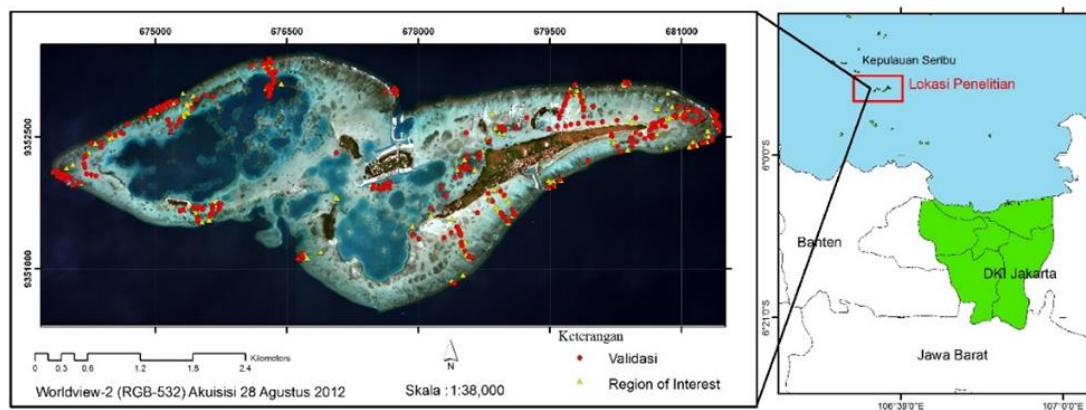 675000 676500 678000 679500 681000
9352500
9351000
Keterangan
Validasi
Region of Interest
0 0.3 0.6 1.2 1.8 2.4
Kilometers
N
Worldview-2 (RGB-532) Akuisisi 28 Agustus 2012
Skala : 1:38,000
Kepulauan Seribu
Lokasi Penelitian
6°0'0"S
Banten
DKI Jakarta
6°21'0"S
Jawa Barat
106°39'0"E 107°0'0"E